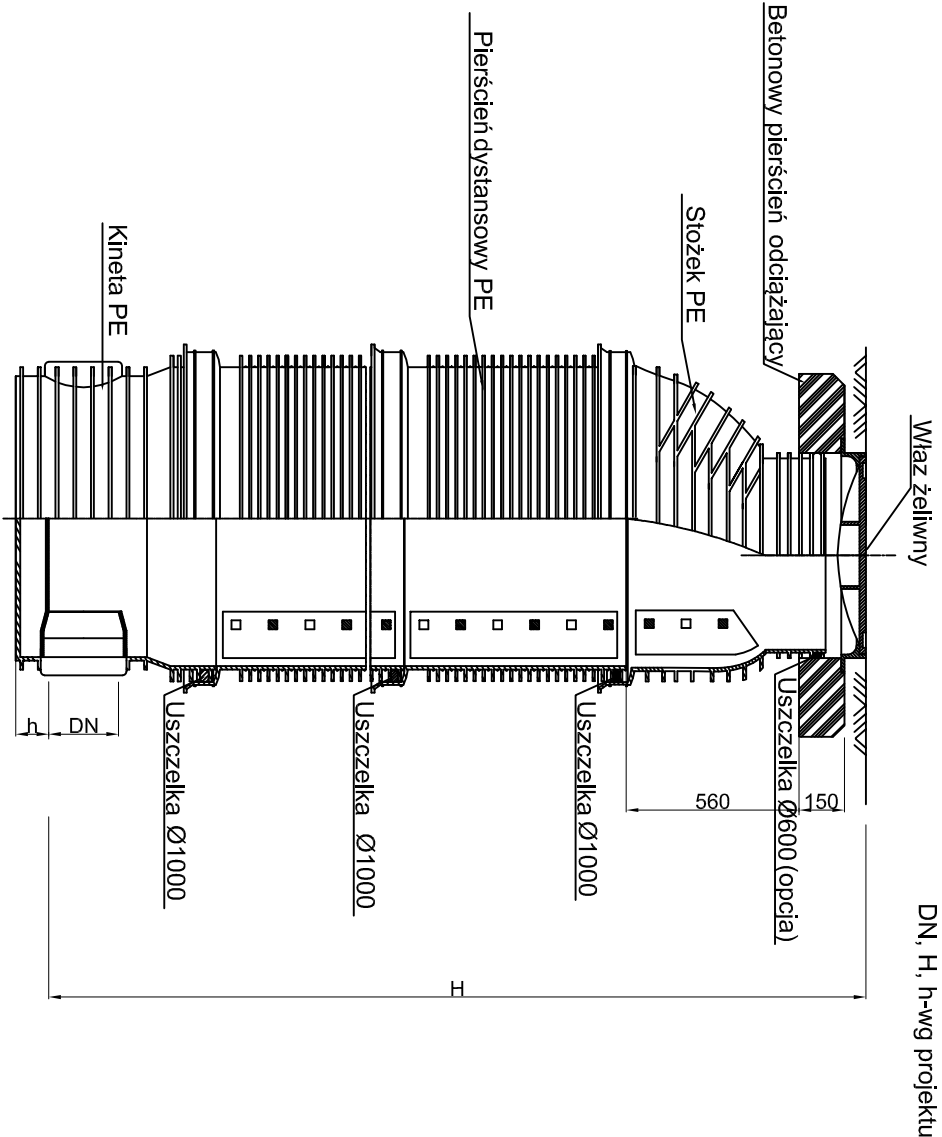 Właz żeliwny
Betonowy pierścień odciążający
Stożek PE
Pierścień dystansowy PE
Kineta PE
Uszczelka Ø600 (opcja)
Uszczelka Ø1000
Uszczelka Ø1000
Uszczelka Ø1000
150
560
DN
h
H
DN, H, h-wg projektu